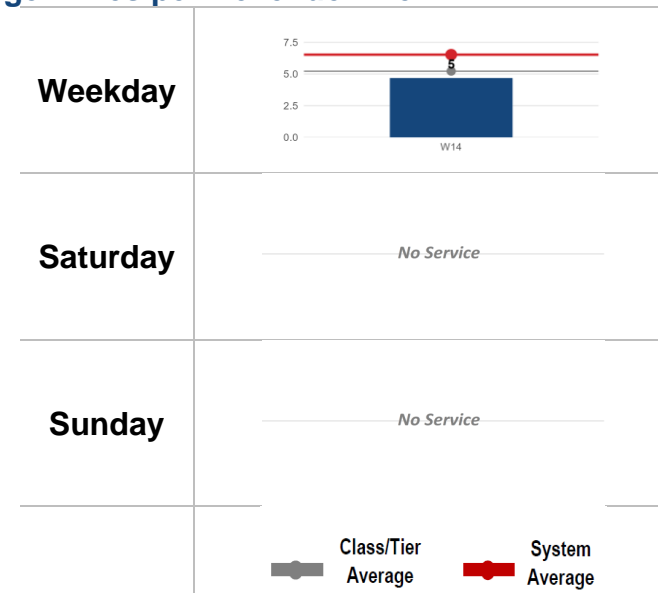 Weekday
7.5
5.0
2.5
0.0
5
W14
Saturday
No Service
Sunday
No Service
Class/Tier
Average
System
Average